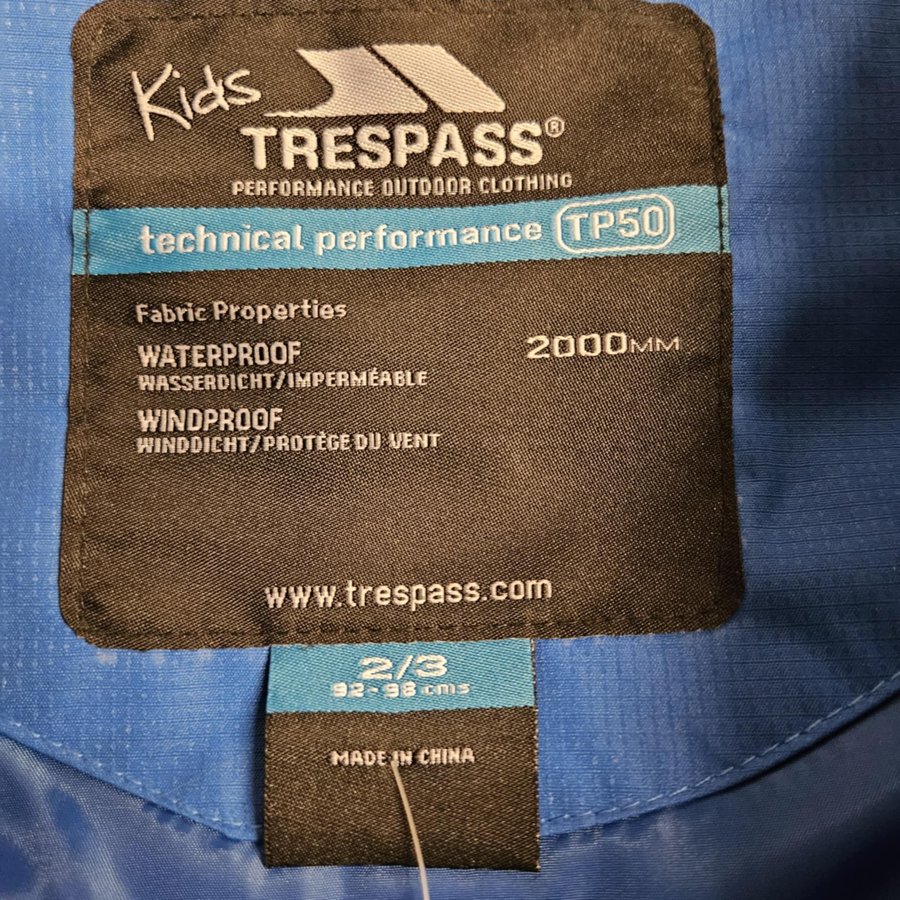 Kids
TRESPASS®
PERFORMANCE OUTDOOR CLOTHING
technical performance TP50
Fabric Properties
WATERPROOF 2000MM
WASSERDICHT/IMPERMÉABLE
WINDPROOF
WINDDICHT/PROTÈGE DU VENT
www.trespass.com
2/3
92-98 cms
MADE IN CHINA